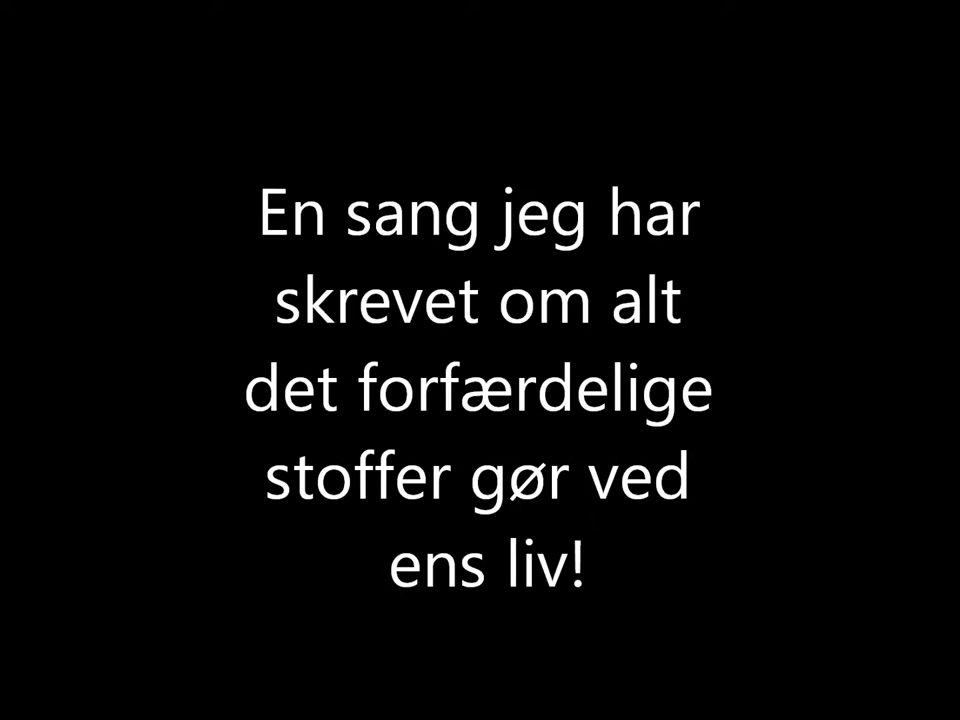 En sang jeg har
skrevet om alt
det forfærdelige
stoffer gør ved
ens liv!